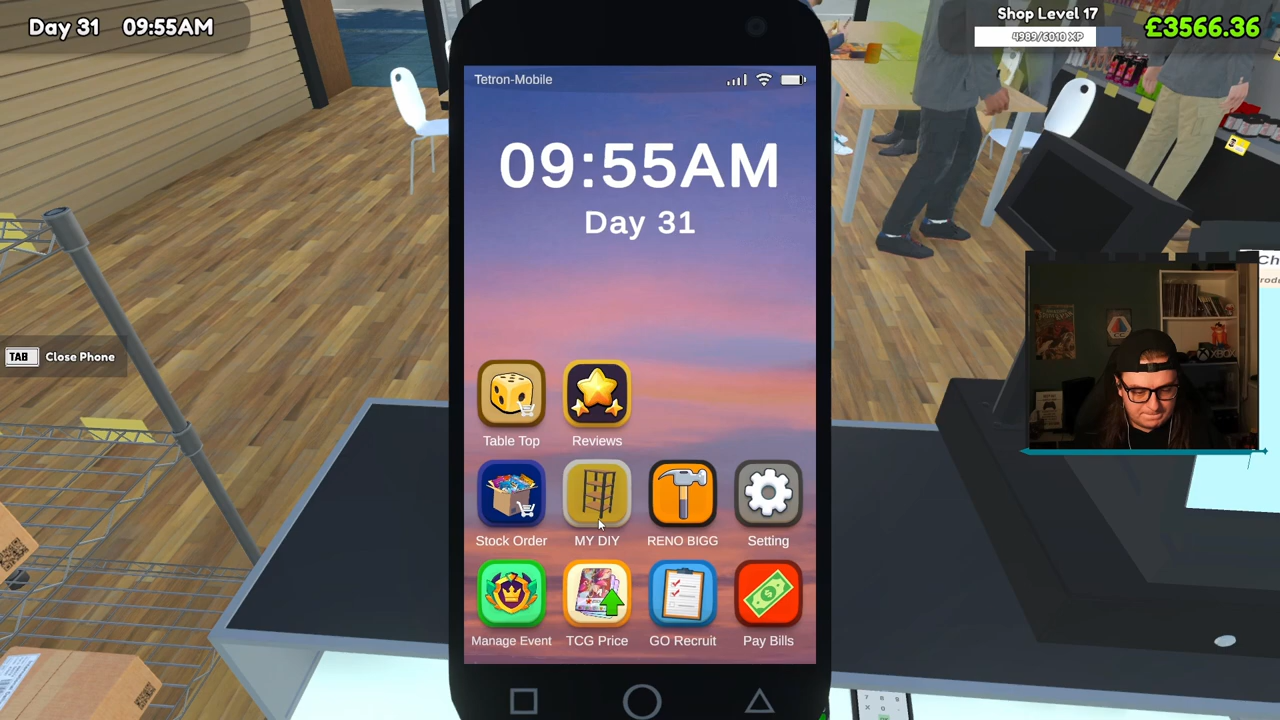 Day 31 09:55AM
Shop Level 17
4989/6010 XP
£3566.36
Tetron-Mobile
09:55AM
Day 31
TAB Close Phone
Table Top
Reviews
Stock Order
MY DIY
RENO BIGG
Setting
Manage Event
TCG Price
GO Recruit
Pay Bills